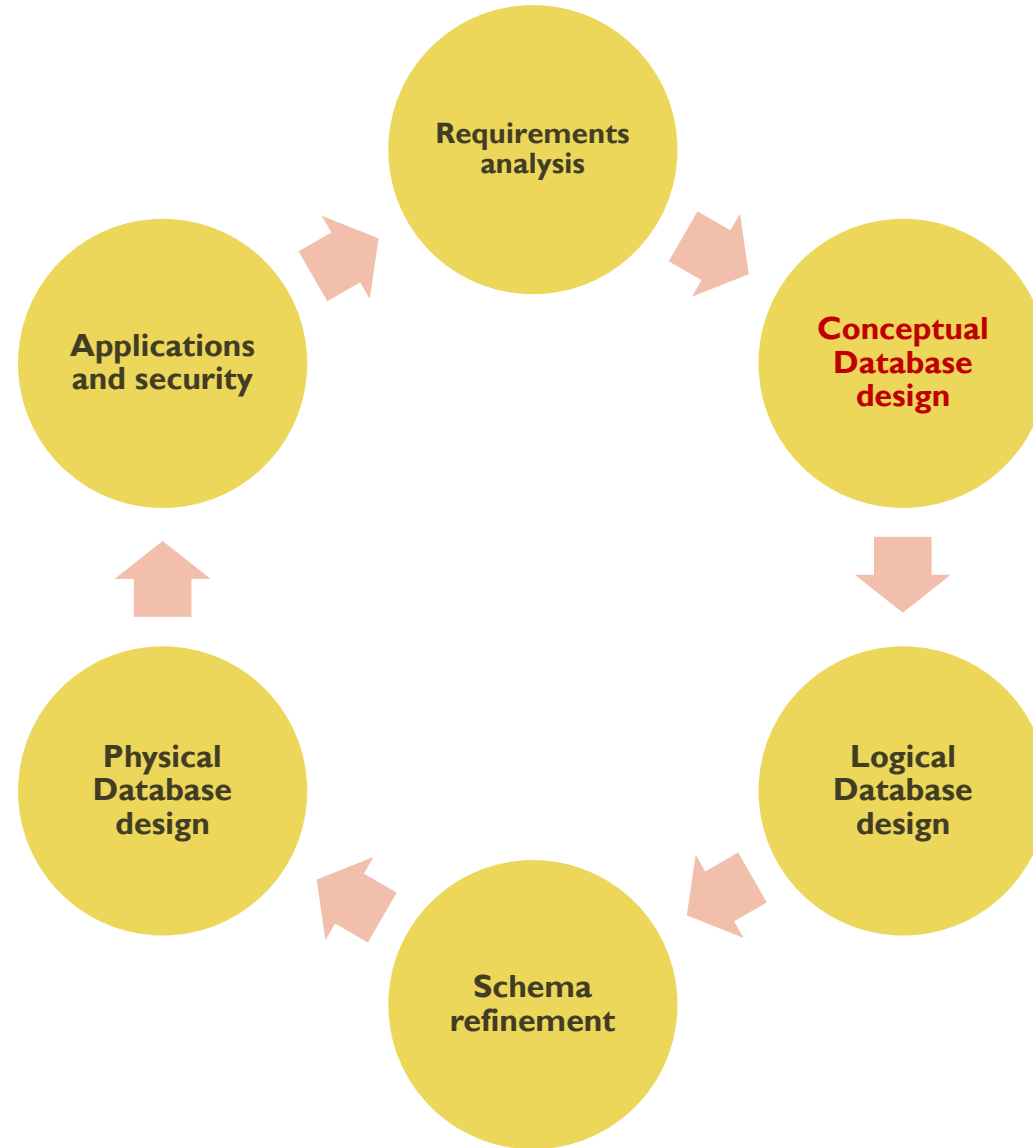 Requirements
analysis
Conceptual
Database
design
Logical
Database
design
Schema
refinement
Physical
Database
design
Applications
and security